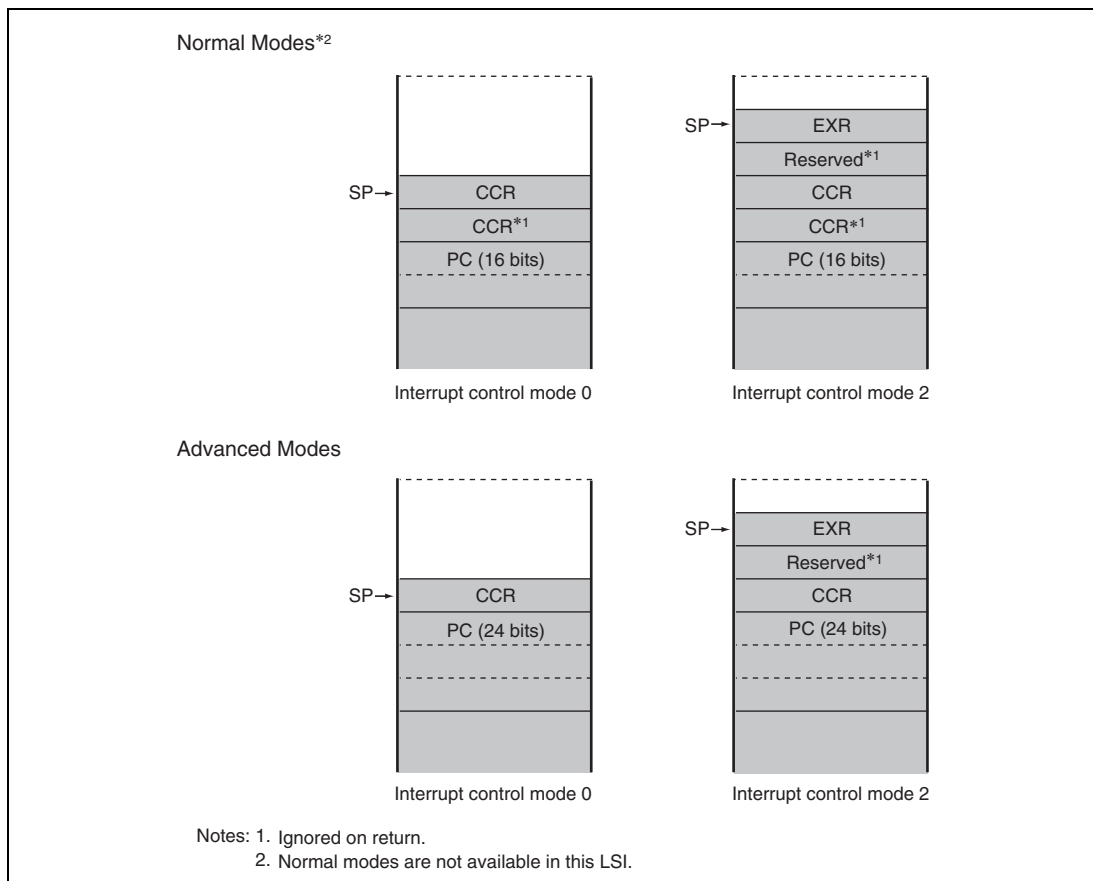 Normal Modes*2
SP→ CCR
CCR*1
PC (16 bits)
Interrupt control mode 0
SP→ EXR
Reserved*1
CCR
CCR*1
PC (16 bits)
Interrupt control mode 2
Advanced Modes
SP→ CCR
PC (24 bits)
Interrupt control mode 0
SP→ EXR
Reserved*1
CCR
PC (24 bits)
Interrupt control mode 2
Notes: 1. Ignored on return.
2. Normal modes are not available in this LSI.